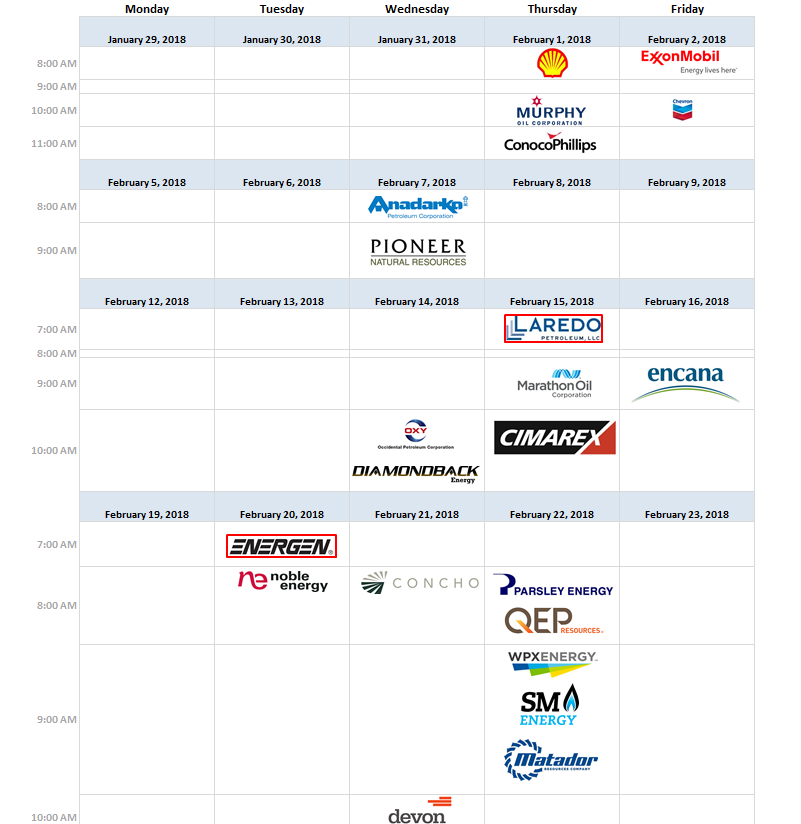 Monday Tuesday Wednesday Thursday Friday
January 29, 2018 January 30, 2018 January 31, 2018 February 1, 2018 February 2, 2018
8:00 AM ExxonMobil
Energy lives here™
9:00 AM
10:00 AM MURPHY Chevron
OIL CORPORATION
11:00 AM ConocoPhillips
February 5, 2018 February 6, 2018 February 7, 2018 February 8, 2018 February 9, 2018
8:00 AM Anadarko
Petroleum Corporation
9:00 AM PIONEER
NATURAL RESOURCES
February 12, 2018 February 13, 2018 February 14, 2018 February 15, 2018 February 16, 2018
7:00 AM LAREDO
PETROLEUM, LLC
8:00 AM
9:00 AM MarathonOil encana
Corporation
10:00 AM OXY CIMAREX
Occidental Petroleum Corporation
DIAMONDBACK
Energy
February 19, 2018 February 20, 2018 February 21, 2018 February 22, 2018 February 23, 2018
7:00 AM ENERGEN®
8:00 AM ne noble energy CONCHO PARSLEY ENERGY
QEP RESOURCES®
9:00 AM WPXENERGY™
SM
ENERGY
Matador
RESOURCES COMPANY
10:00 AM devon